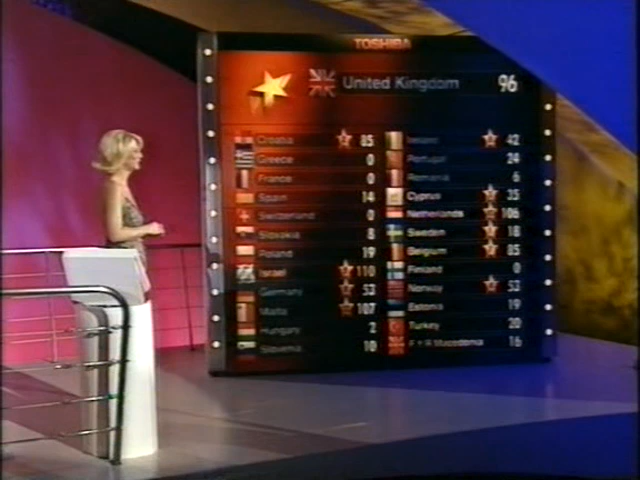 TOSHIBA
United Kingdom 96
Croatia 85
Greece 0
France 0
Spain 14
Switzerland 0
Slovakia 8
Poland 19
Israel 110
Germany 53
Malta 107
Hungary 2
Slovenia 10
Ireland 42
Portugal 24
Romania 6
Cyprus 35
Netherlands 106
Sweden 18
Belgium 85
Finland 0
Norway 53
Estonia 19
Turkey 20
F Y R Macedonia 16